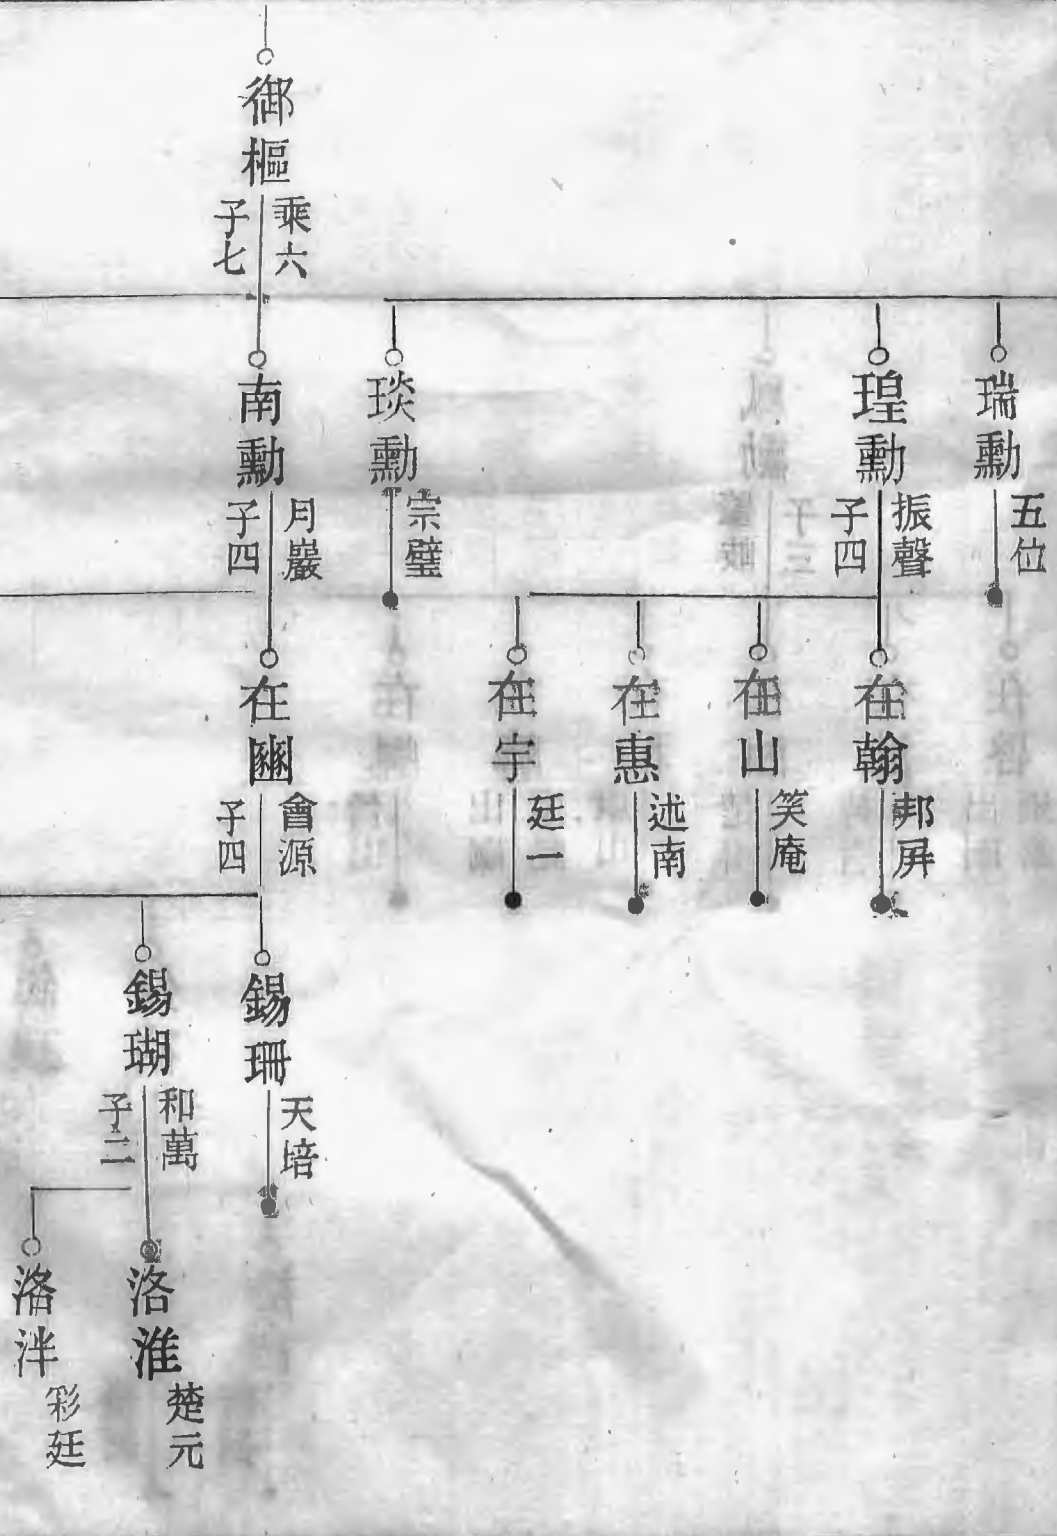 御樞
乘六
子七
瑞勳
五位
瑝勳
振聲
子四
琰勳
宗璧
南勳
月巖
子四
在翰
邦屏
在山
笑庵
在惠
述南
在宇
廷一
在豳
會源
子四
錫珊
天培
錫瑚
和萬
子二
洛淮
楚元
洛泮
彩廷